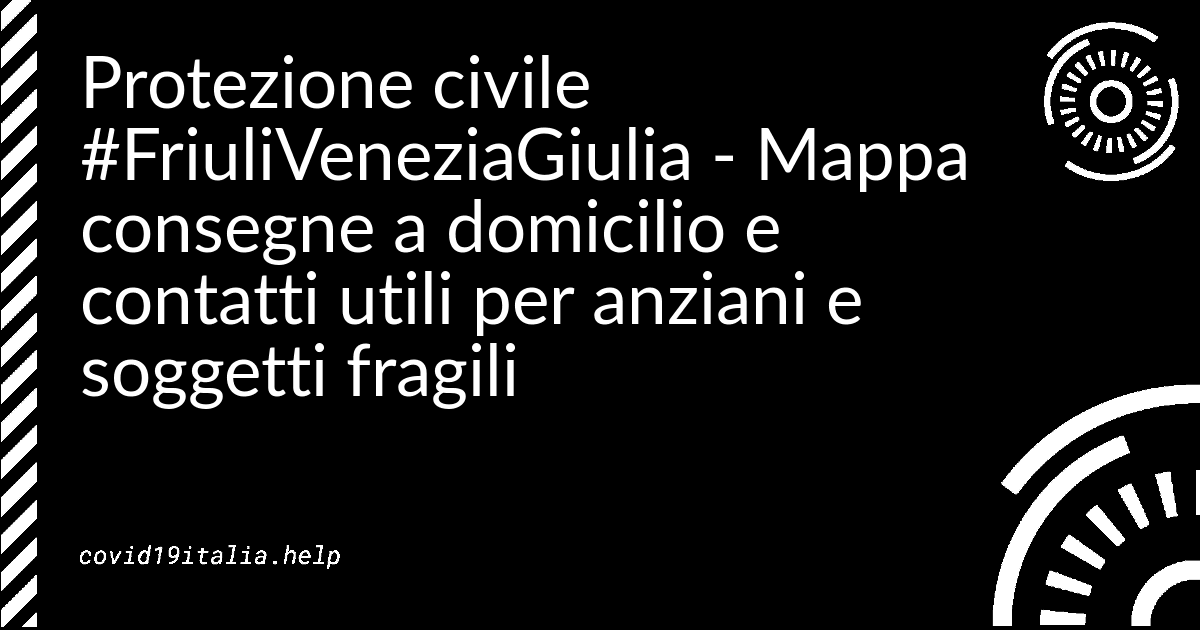 Protezione civile
#FriuliVeneziaGiulia - Mappa
consegne a domicilio e
contatti utili per anziani e
soggetti fragili
covid19italia.help